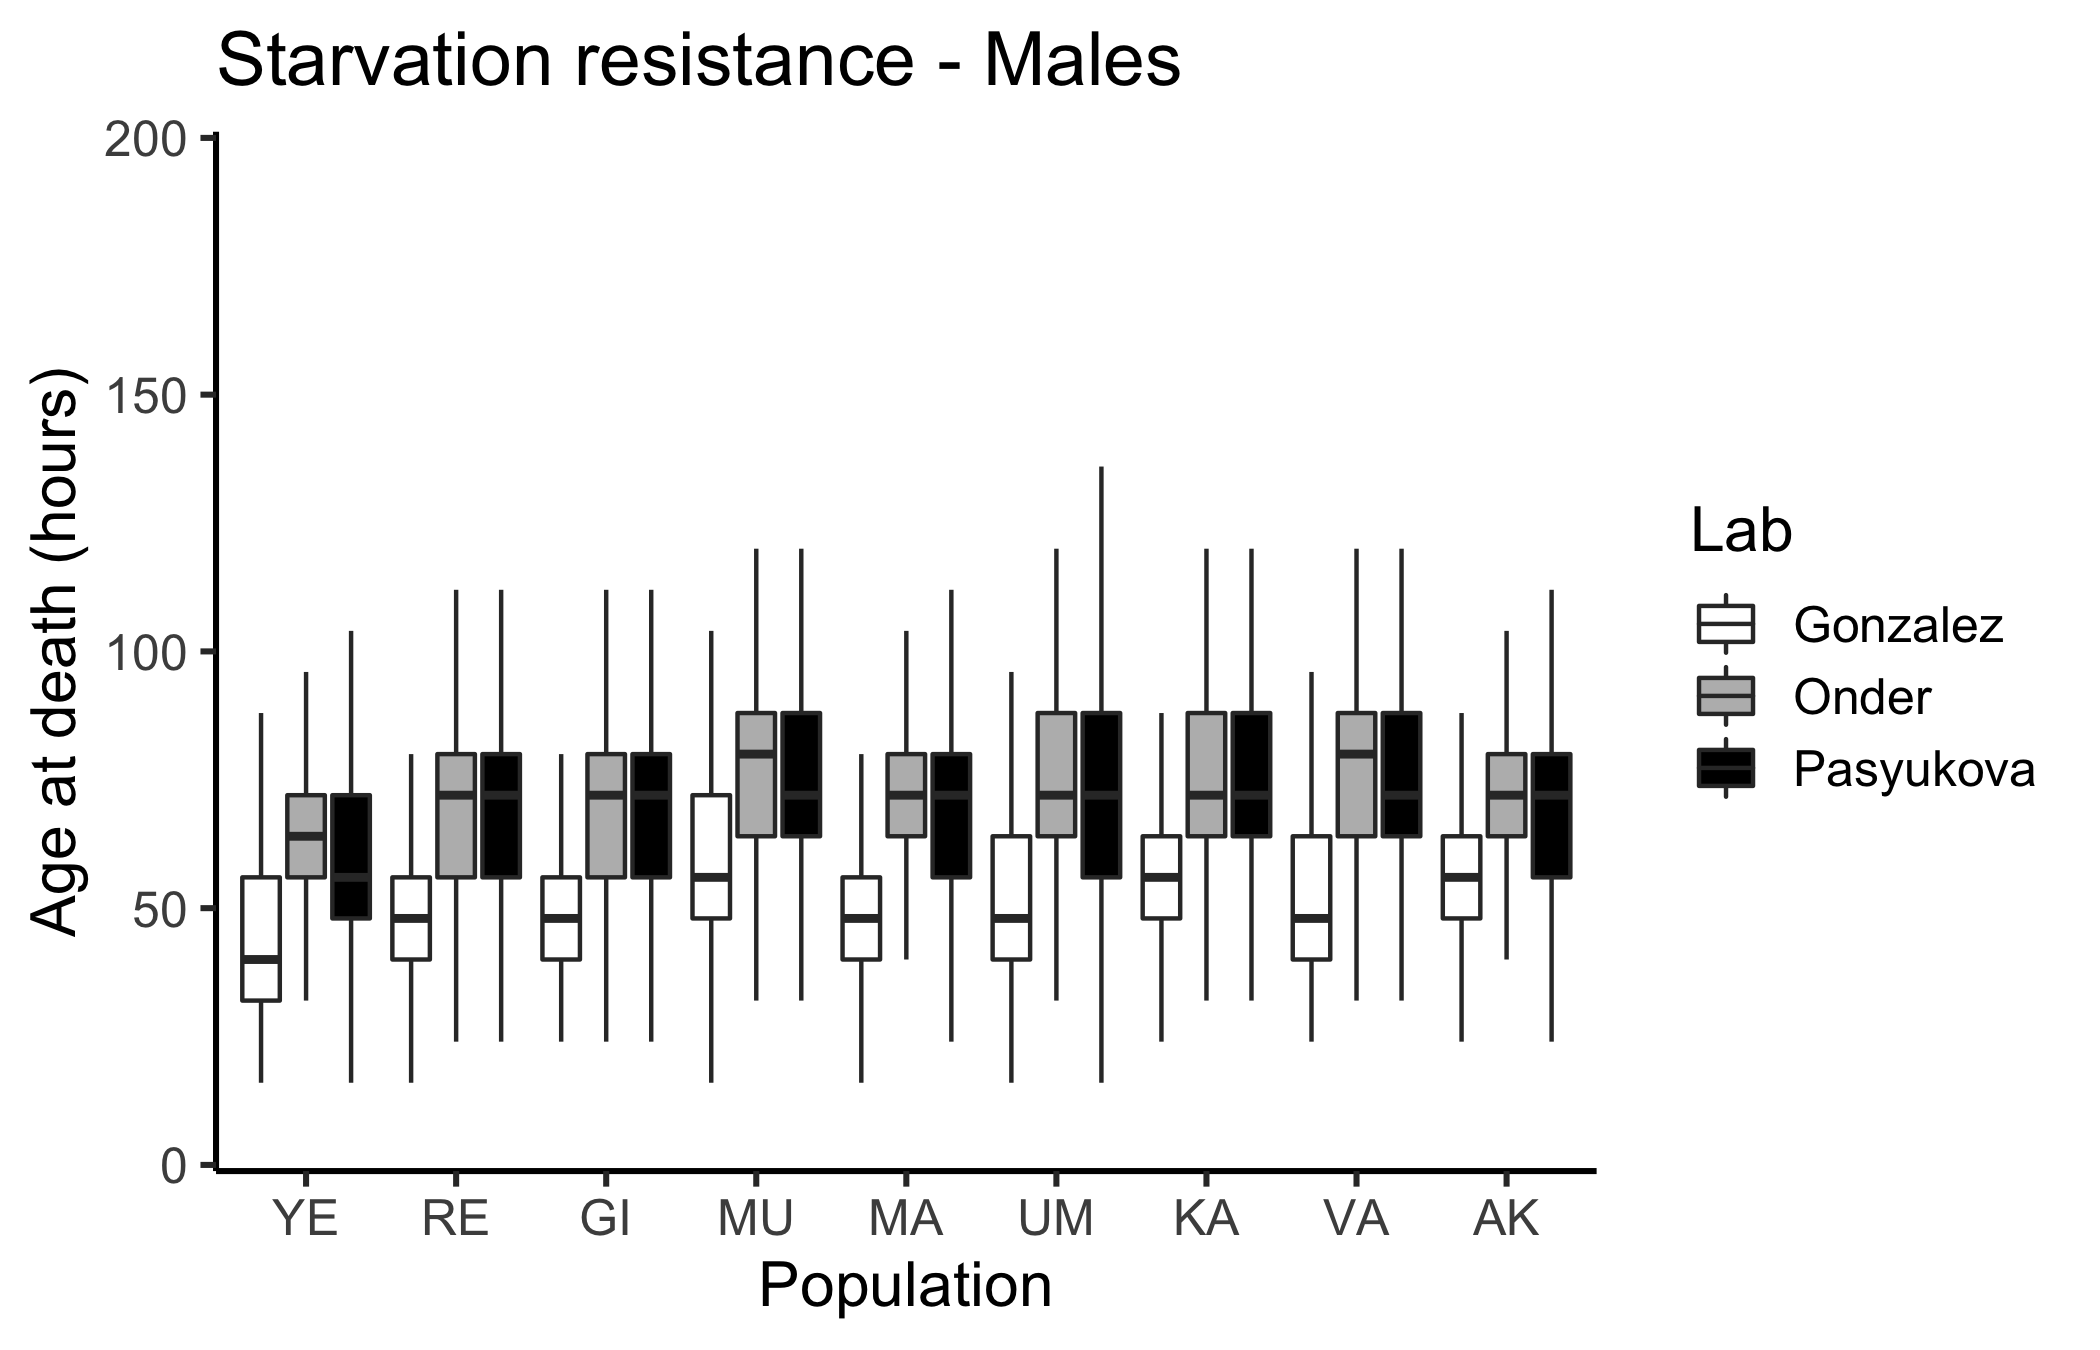 Starvation resistance - Males
200
150
100
50
0
Age at death (hours)
YE RE GI MU MA UM KA VA AK
Population
Lab
Gonzalez
Onder
Pasyukova